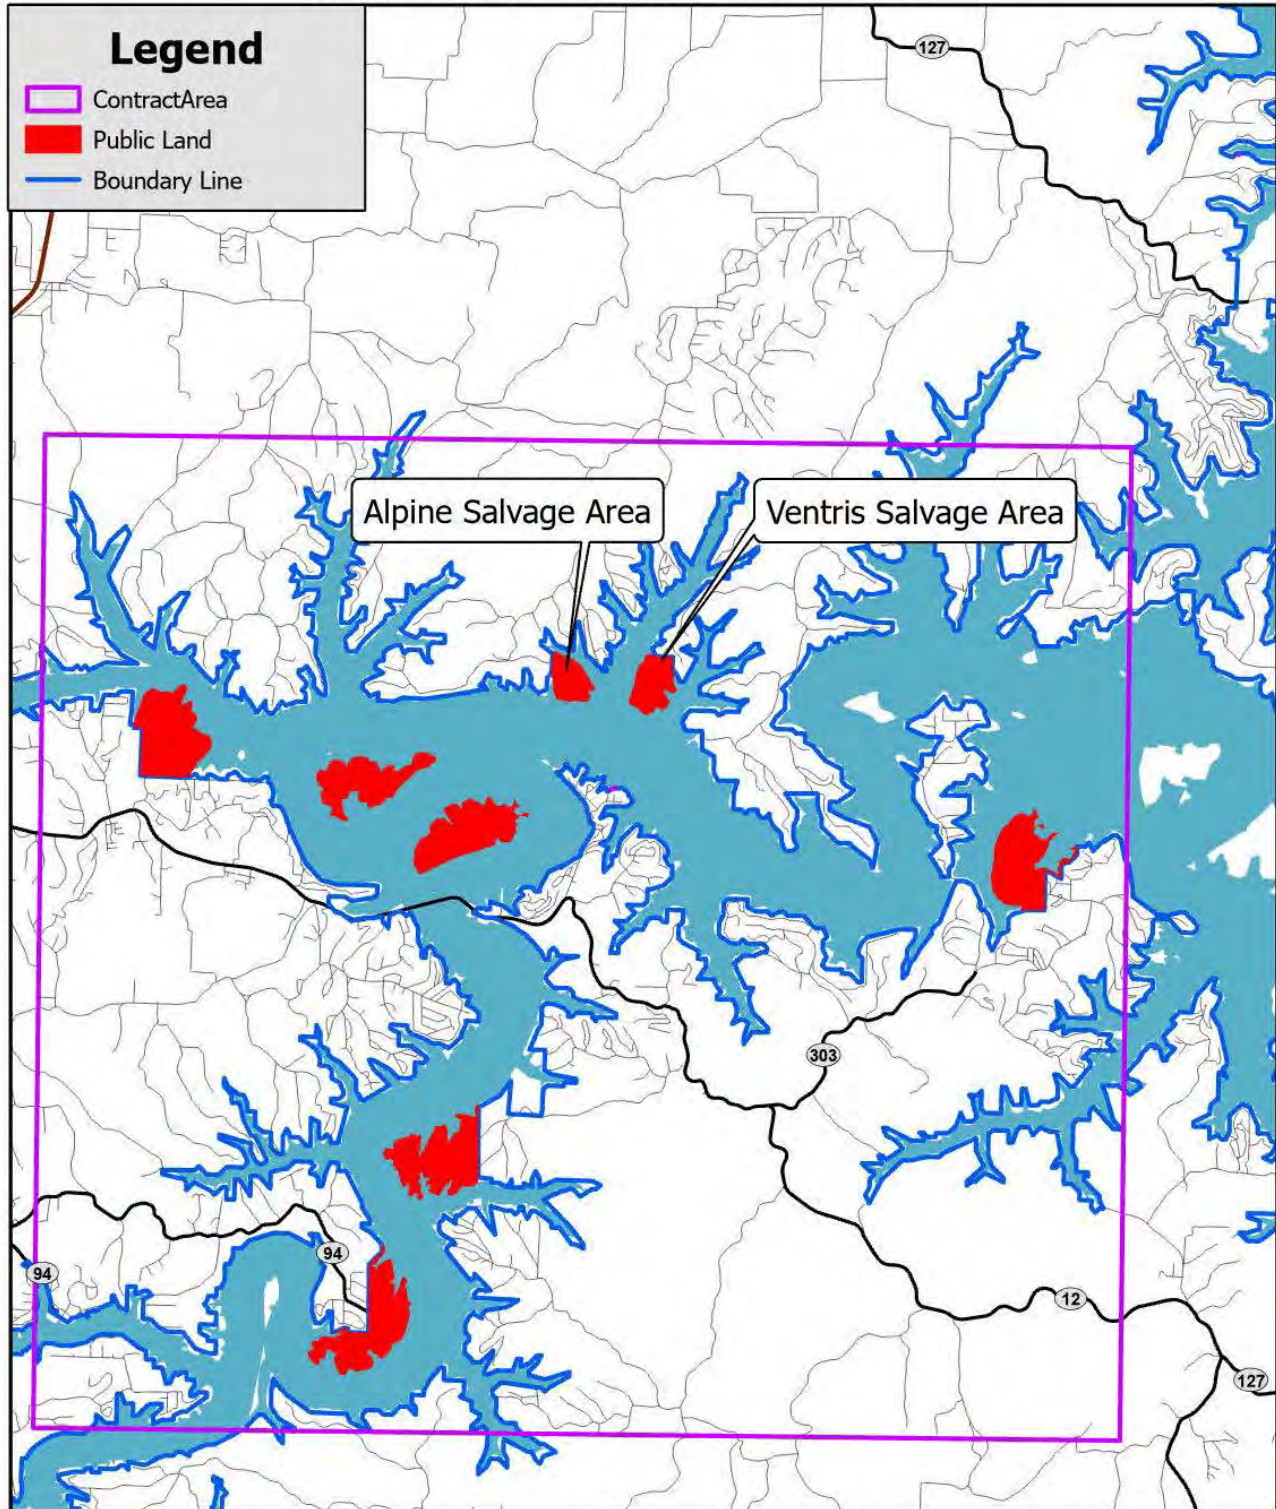 Legend
ContractArea
Public Land
Boundary Line
127
Alpine Salvage Area
Ventris Salvage Area
303
94
94
12
127